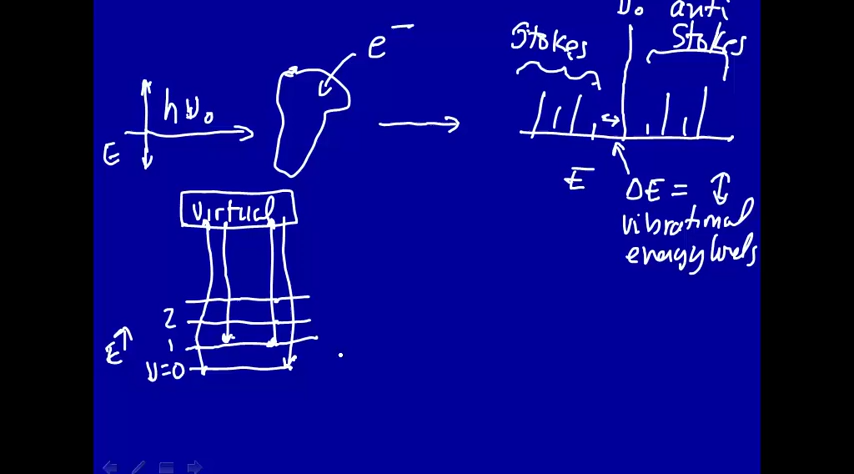 ν₀ anti
Stokes
Stokes
e⁻
hν₀
E
E
ΔE = ↕
vibrational
energy levels
virtual
2
1
E↑
ν=0